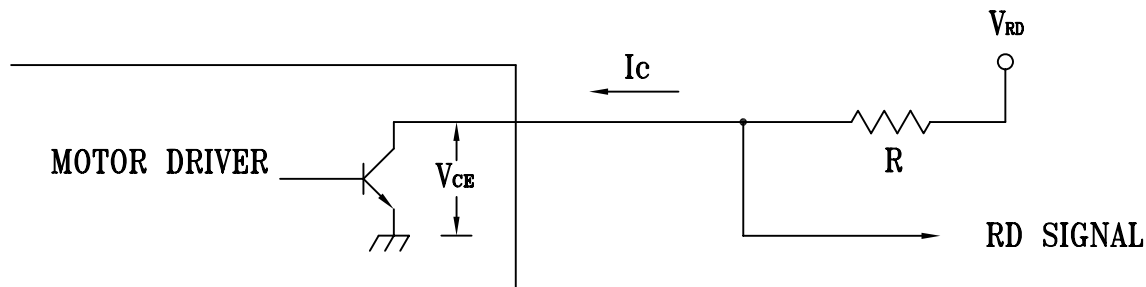 V_RD
Ic
MOTOR DRIVER
V_CE
R
RD SIGNAL